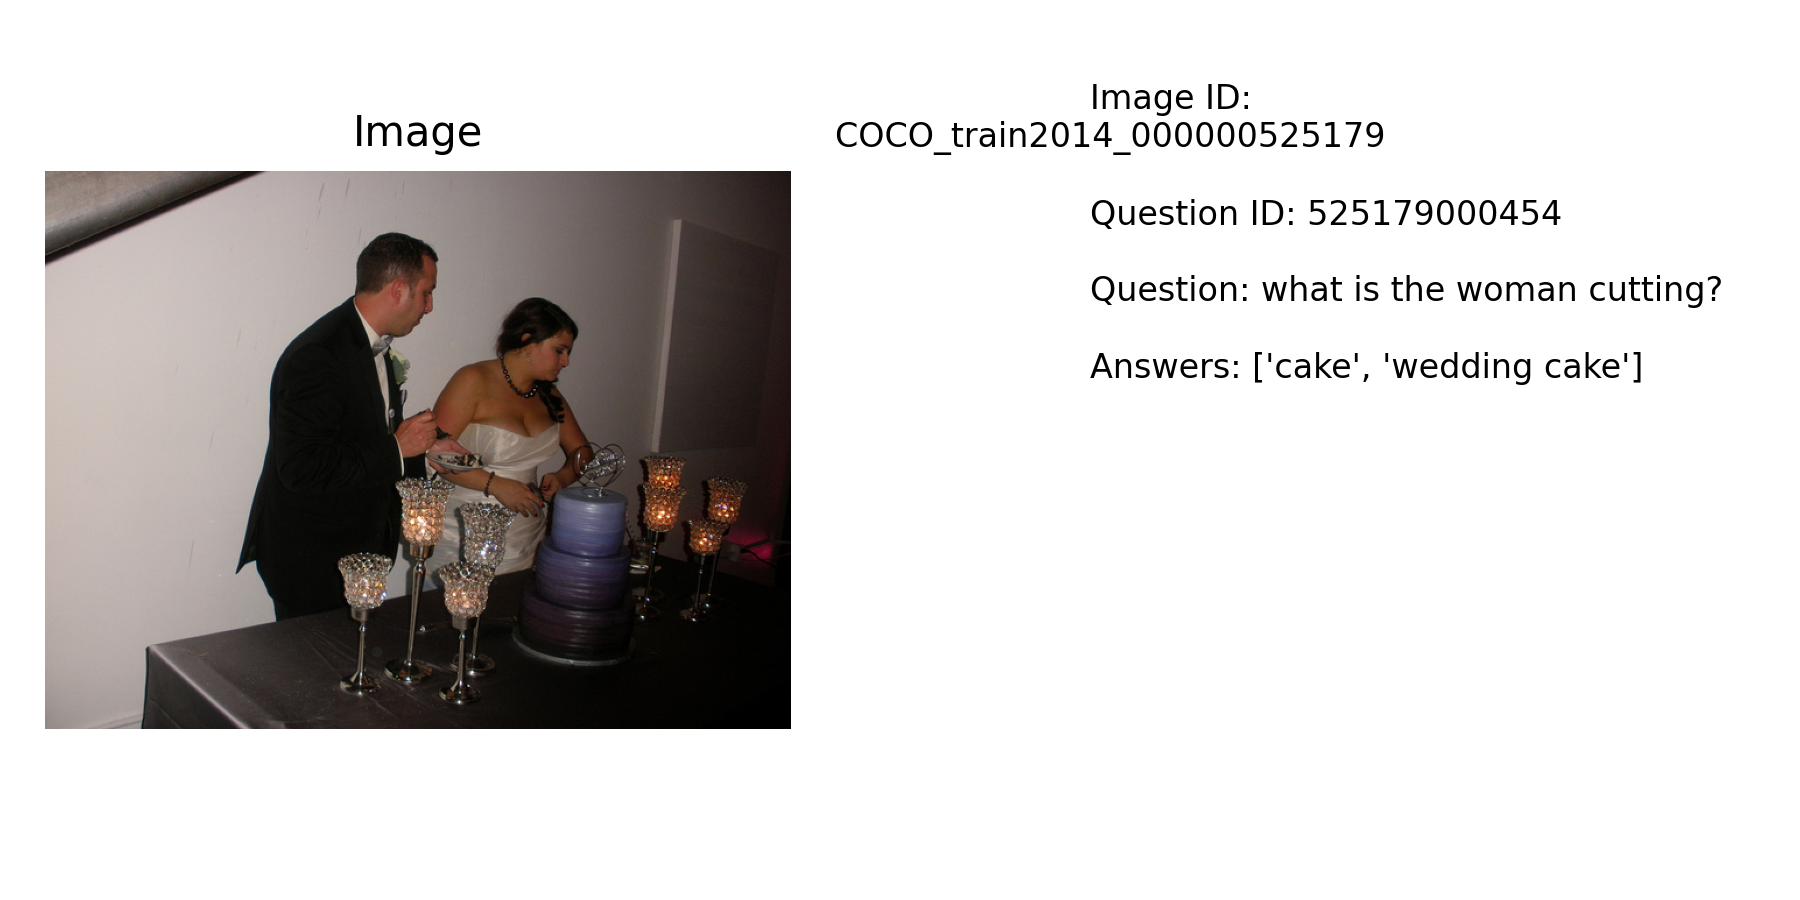 Image
Image ID:
COCO_train2014_000000525179
Question ID: 525179000454
Question: what is the woman cutting?
Answers: ['cake', 'wedding cake']